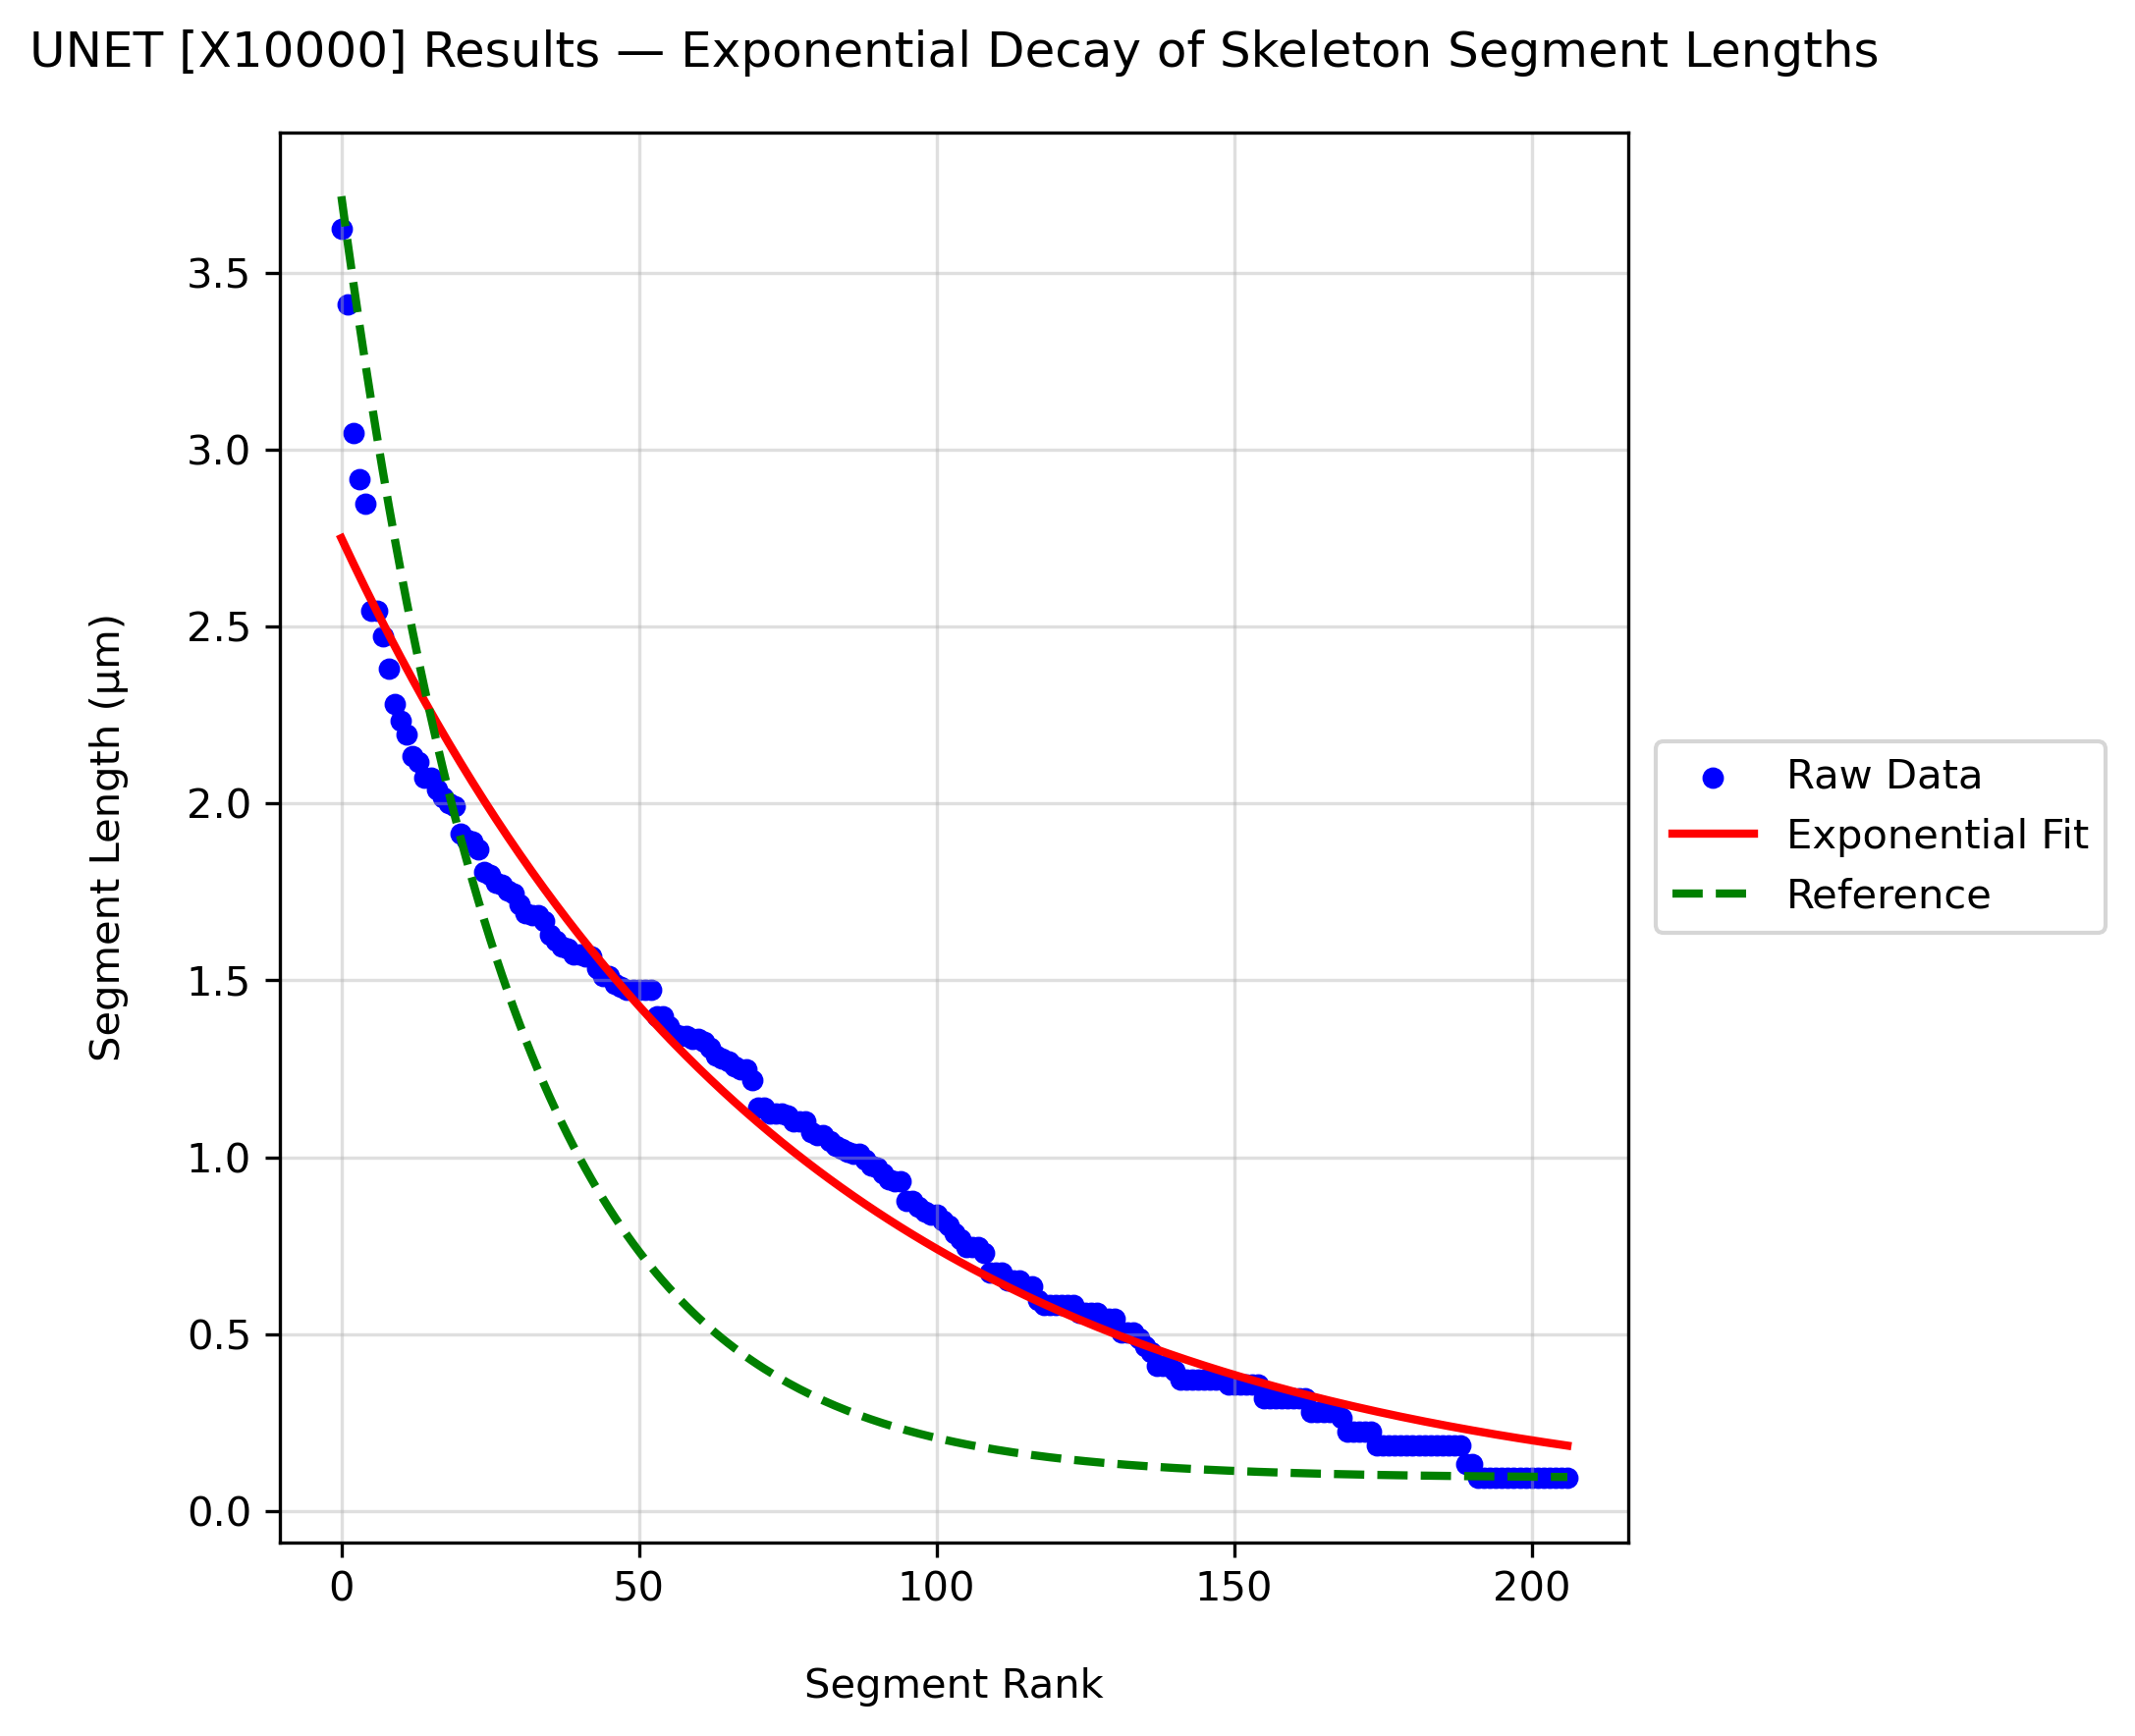 UNET [X10000] Results — Exponential Decay of Skeleton Segment Lengths
3.5
3.0
2.5
2.0
1.5
1.0
0.5
0.0
Segment Length (μm)
0 50 100 150 200
Segment Rank
Raw Data
Exponential Fit
Reference